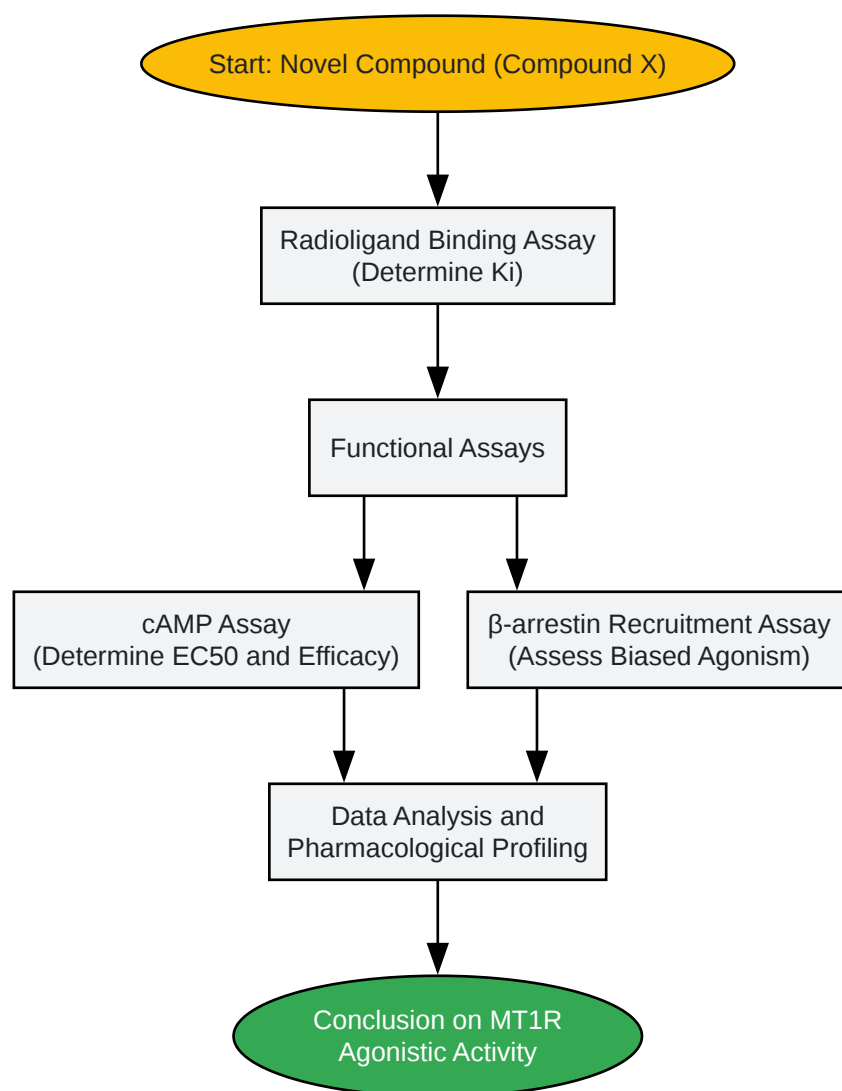 Start: Novel Compound (Compound X)
Radioligand Binding Assay
(Determine Ki)
Functional Assays
cAMP Assay
(Determine EC50 and Efficacy)
β-arrestin Recruitment Assay
(Assess Biased Agonism)
Data Analysis and
Pharmacological Profiling
Conclusion on MT1R
Agonistic Activity